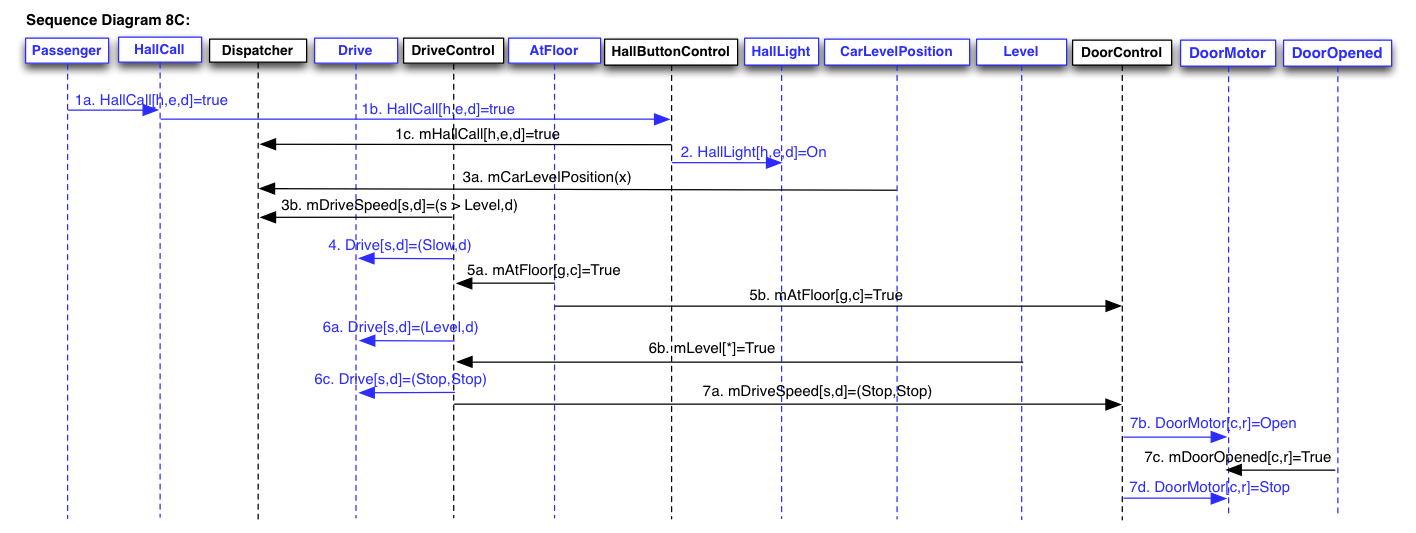 Sequence Diagram 8C:
Passenger
HallCall
Dispatcher
Drive
DriveControl
AtFloor
HallButtonControl
HallLight
CarLevelPosition
Level
DoorControl
DoorMotor
DoorOpened
1a. HallCall[h,e,d]=true
1b. HallCall[h,e,d]=true
1c. mHallCall[h,e,d]=true
2. HallLight[h,e,d]=On
3a. mCarLevelPosition(x)
3b. mDriveSpeed[s,d]=(s > Level,d)
4. Drive[s,d]=(Slow,d)
5a. mAtFloor[g,c]=True
5b. mAtFloor[g,c]=True
6a. Drive[s,d]=(Level,d)
6b. mLevel[*]=True
6c. Drive[s,d]=(Stop,Stop)
7a. mDriveSpeed[s,d]=(Stop,Stop)
7b. DoorMotor[c,r]=Open
7c. mDoorOpened[c,r]=True
7d. DoorMotor[c,r]=Stop